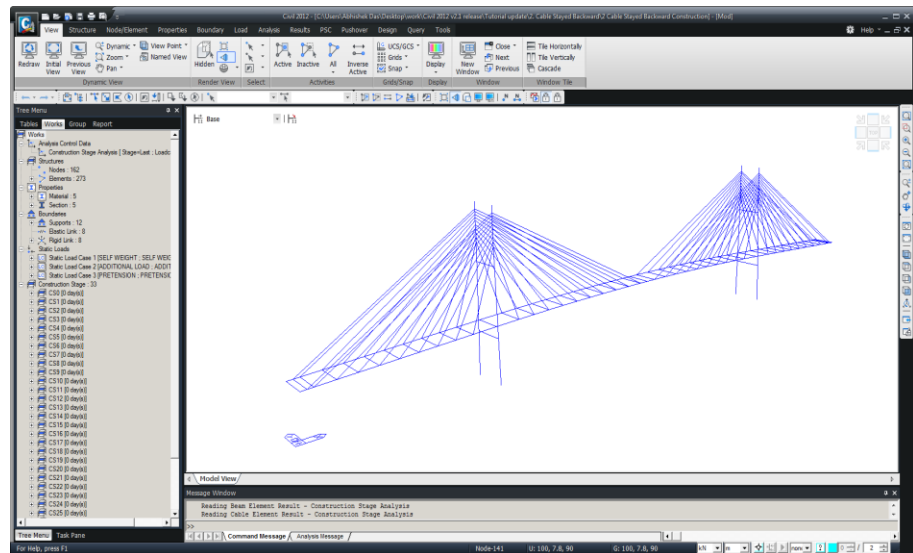 Civil 2012 - [C:\Users\Abhishek Das\Desktop\work\Civil 2012 v2.1 release\Tutorial update\2. Cable Stayed Backward\2 Cable Stayed Backward Construction] - [Mod]
View Structure Node/Element Properties Boundary Load Analysis Results PSC Pushover Design Query Tools Help
Redraw Initial View Previous View Dynamic Zoom Pan View Point Named View Hidden Active Inactive All Inverse Active UCS/GCS Grids Snap Display New Window Close Next Previous Tile Horizontally Tile Vertically Cascade
Dynamic View Render View Select Activities Grids/Snap Display Window Window Tile
Tree Menu
Tables Works Group Report
Base
Works
Analysis Control Data
Construction Stage Analysis [ Stage=Last ; Loadc
Structures
Nodes : 162
Elements : 273
Properties
Material : 5
Section : 5
Boundaries
Supports : 12
Elastic Link : 8
Rigid Link : 8
Static Loads
Static Load Case 1 [SELF WEIGHT ; SELF WEIG
Static Load Case 2 [ADDITIONAL LOAD ; ADDIT
Static Load Case 3 [PRETENSION ; PRETENSIO
Construction Stage : 33
CS0 [0 day(s)]
CS1 [0 day(s)]
CS2 [0 day(s)]
CS3 [0 day(s)]
CS4 [0 day(s)]
CS5 [0 day(s)]
CS6 [0 day(s)]
CS7 [0 day(s)]
CS8 [0 day(s)]
CS9 [0 day(s)]
CS10 [0 day(s)]
CS11 [0 day(s)]
CS12 [0 day(s)]
CS13 [0 day(s)]
CS14 [0 day(s)]
CS15 [0 day(s)]
CS16 [0 day(s)]
CS17 [0 day(s)]
CS18 [0 day(s)]
CS19 [0 day(s)]
CS20 [0 day(s)]
CS21 [0 day(s)]
CS22 [0 day(s)]
CS23 [0 day(s)]
CS24 [0 day(s)]
CS25 [0 day(s)]
Model View
Message Window
Reading Beam Element Result - Construction Stage Analysis
Reading Cable Element Result - Construction Stage Analysis
>>
Tree Menu Task Pane
Command Message Analysis Message
For Help, press F1
Node-141 U: 100, 7.8, 90 G: 100, 7.8, 90 kN m non 0 2